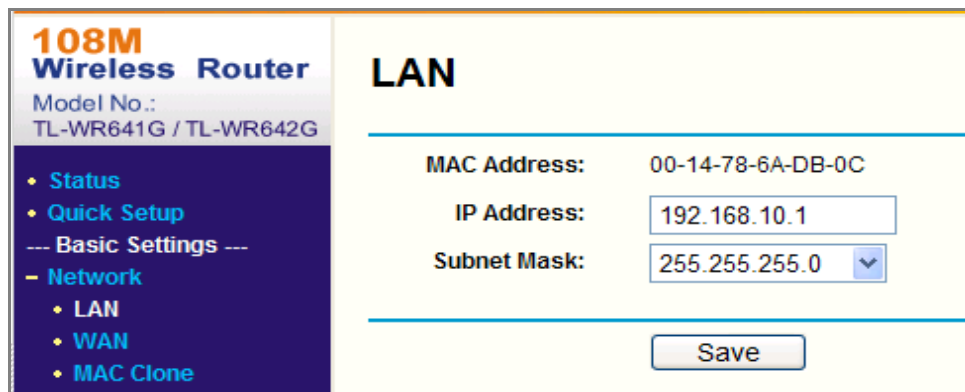 108M
Wireless Router
Model No.:
TL-WR641G / TL-WR642G
• Status
• Quick Setup
--- Basic Settings ---
– Network
• LAN
• WAN
• MAC Clone
LAN
MAC Address: 00-14-78-6A-DB-0C
IP Address: 192.168.10.1
Subnet Mask: 255.255.255.0
Save